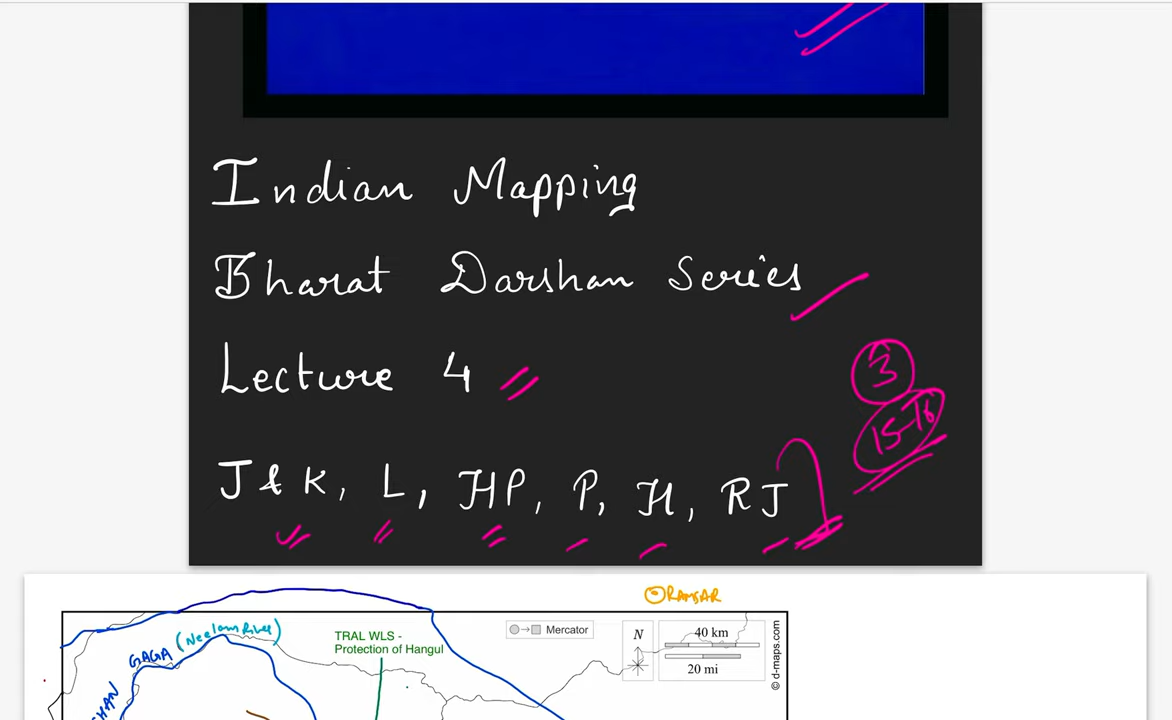 Indian Mapping
Bharat Darshan Series
Lecture 4
3
15-16
J & K, L, HP, P, H, RJ
RAMSAR
GAGA (Neelam River)
TRAL WLS -
Protection of Hangul
Mercator
N
40 km
20 mi
© d-maps.com